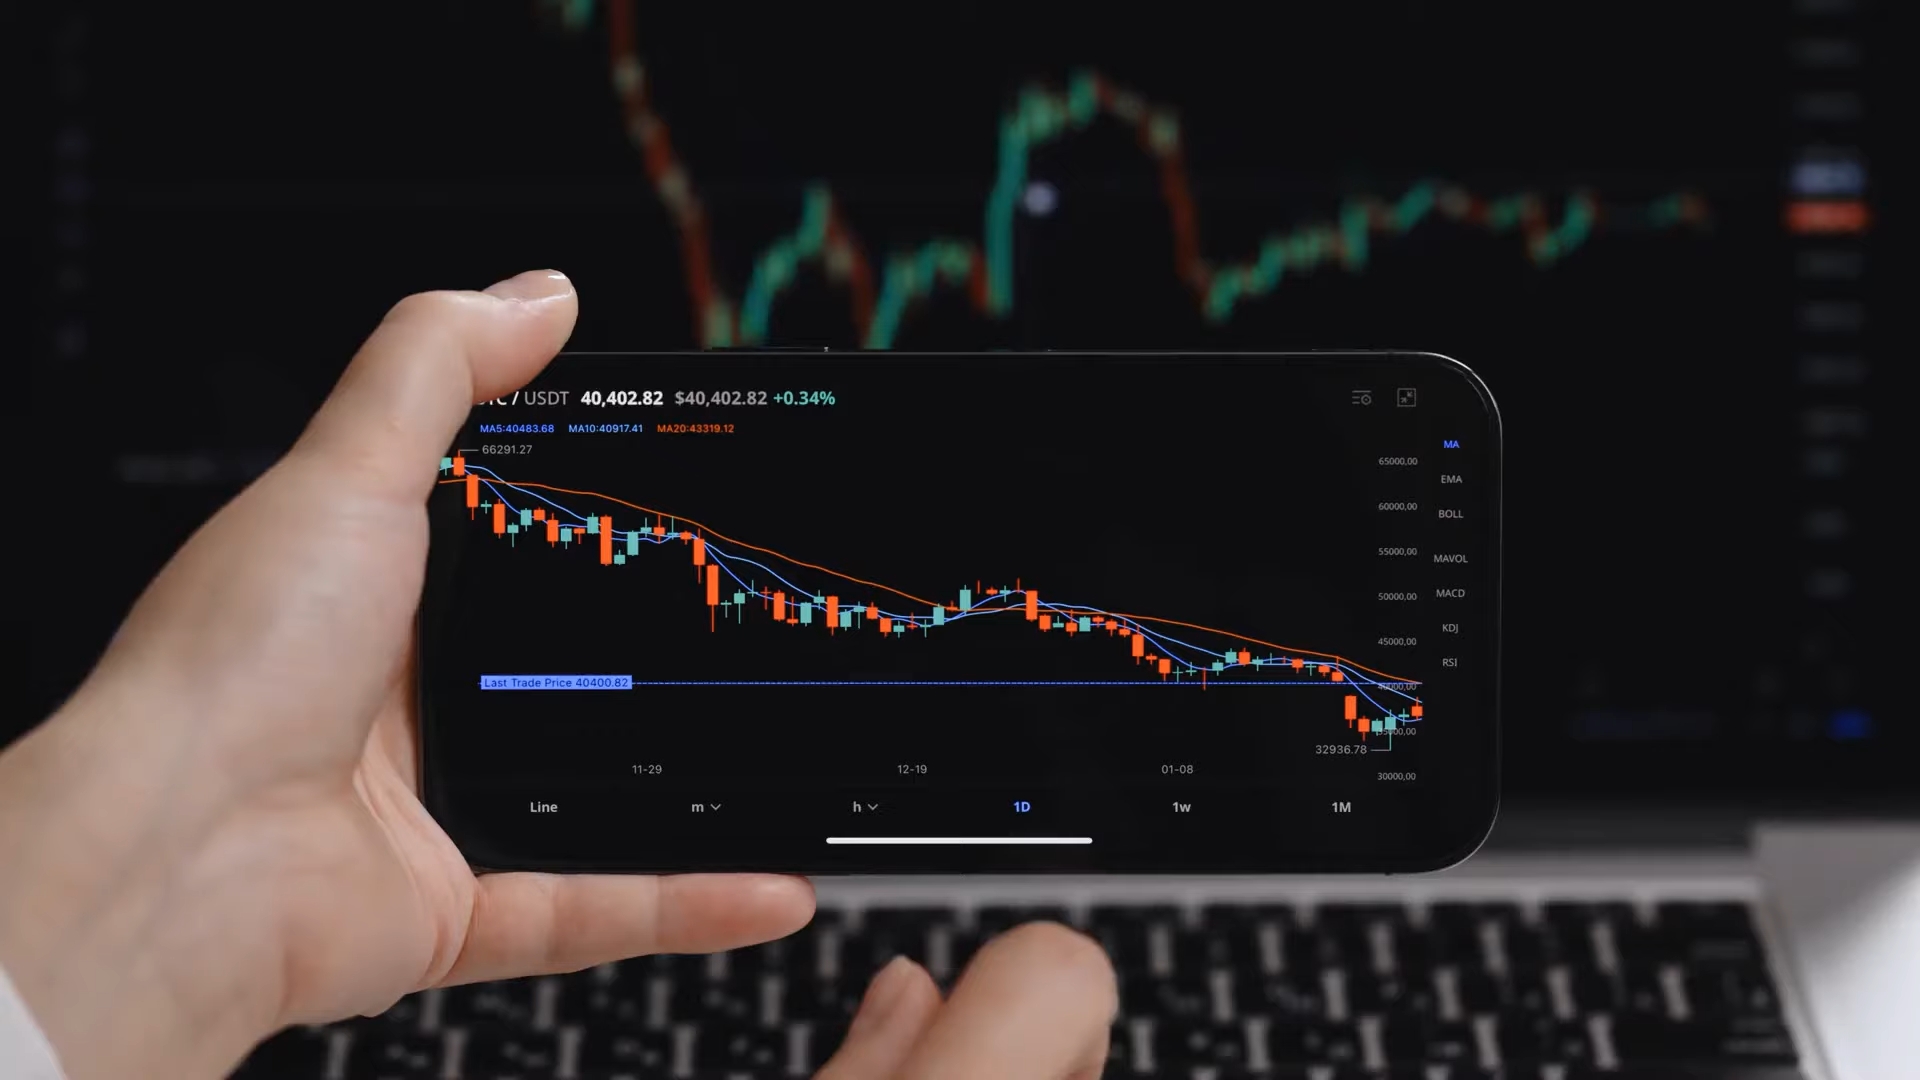 / USDT 40,402.82 $40,402.82 +0.34%
MA5:40483.68 MA10:40917.41 MA20:43319.12
66291.27
MA
65000,00
EMA
60000,00
BOLL
55000,00
MAVOL
50000,00
MACD
45000,00
KDJ
RSI
Last Trade Price 40400.82
40000,00
32936.78
11-29 12-19 01-08
30000,00
Line m h 1D 1w 1M